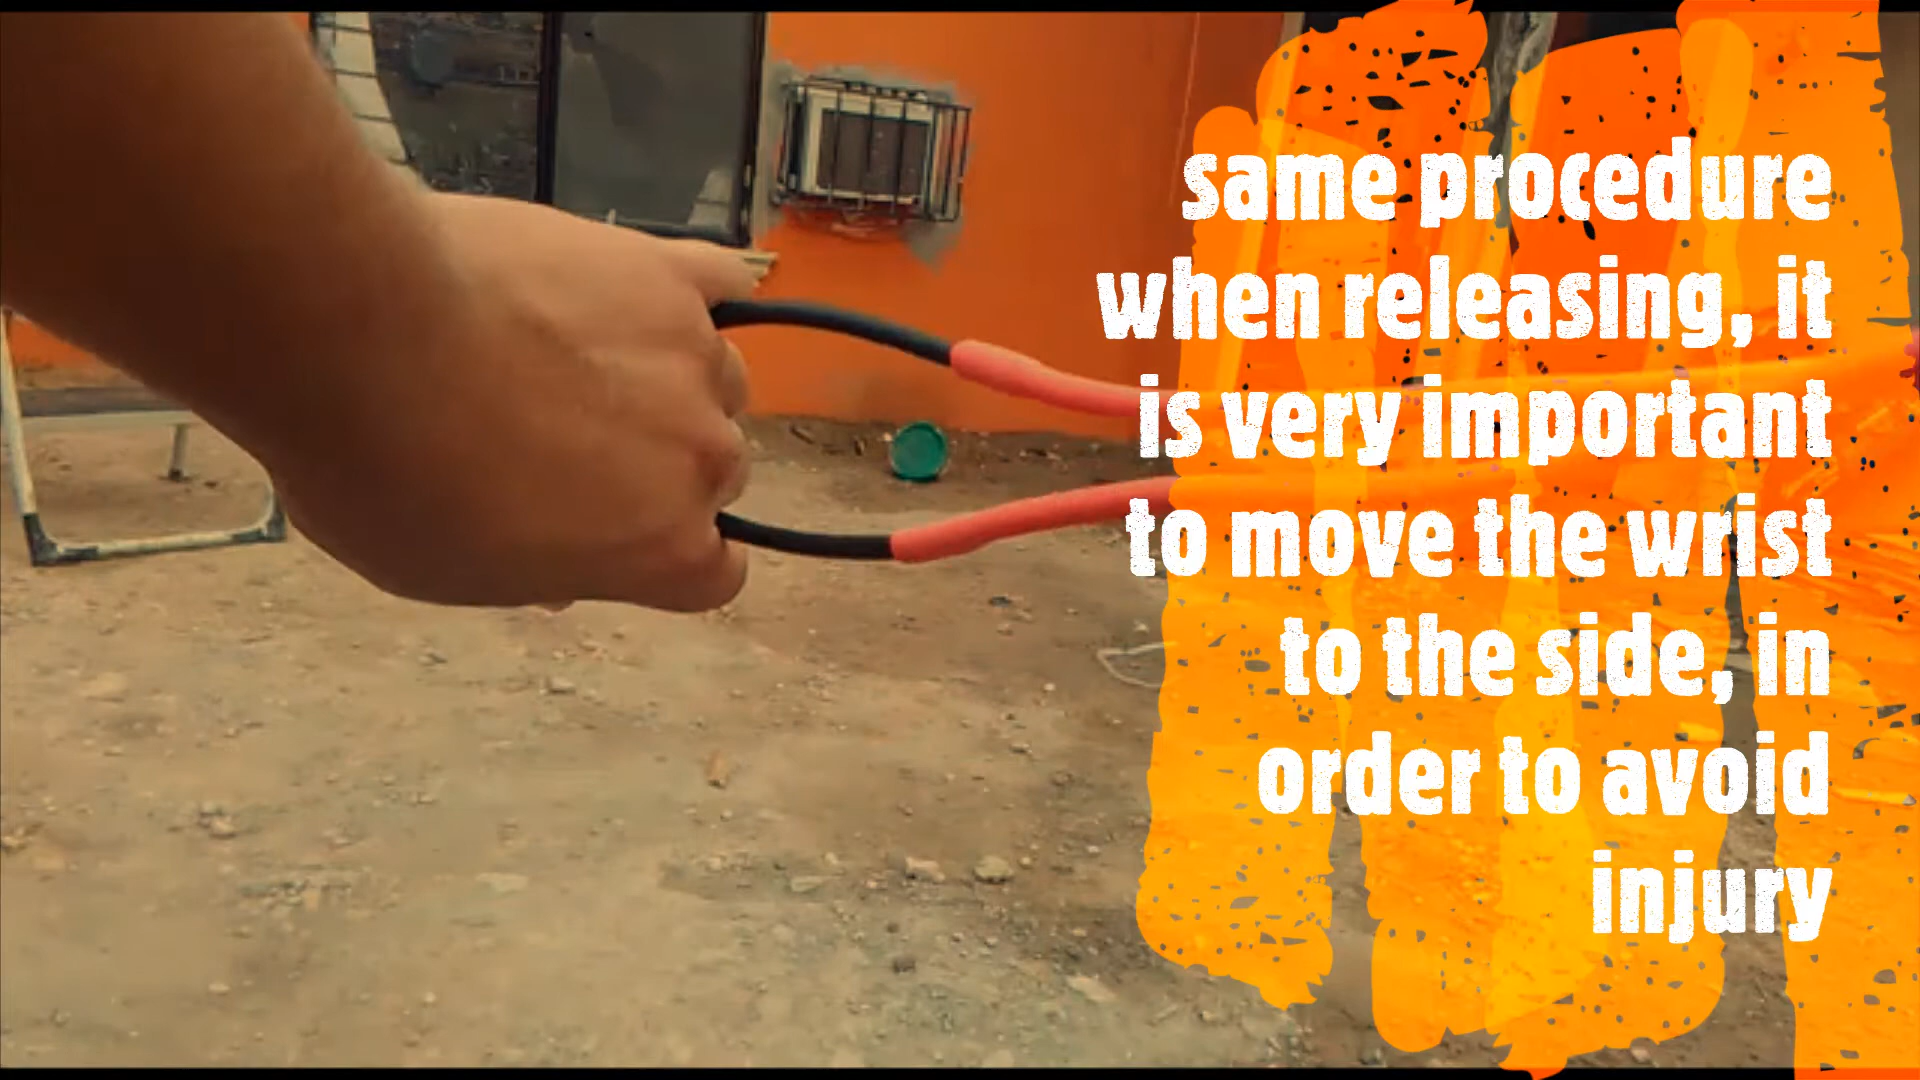 same procedure
when releasing, it
is very important
to move the wrist
to the side, in
order to avoid
injury